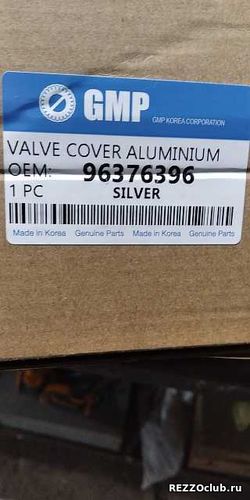 GMP
GMP KOREA CORPORATION
VALVE COVER ALUMINIUM
OEM: 96376396
1 PC SILVER
Made in Korea Genuine Parts Made in Korea Genuine Parts
REZZOclub.ru